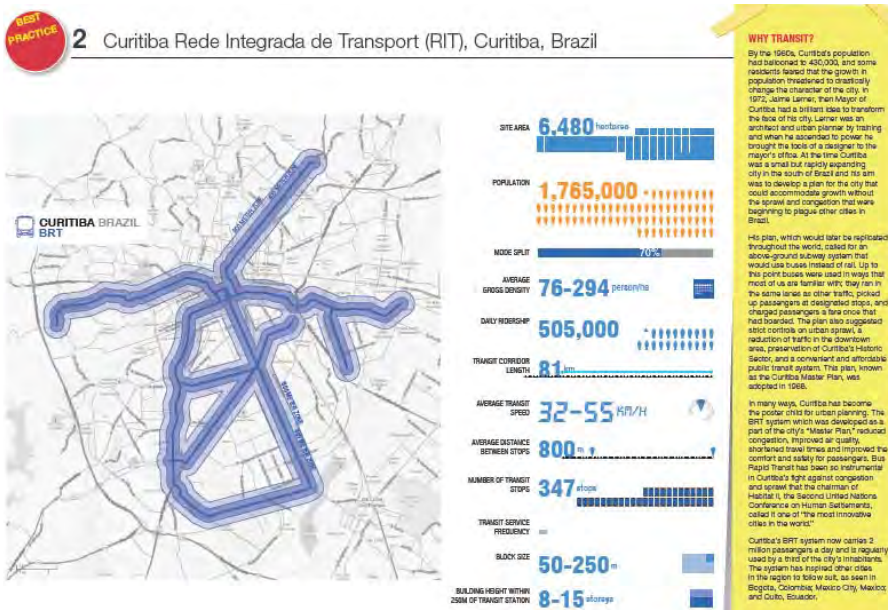 BEST
PRACTICE
2 Curitiba Rede Integrada de Transport (RIT), Curitiba, Brazil
CURITIBA BRAZIL
BRT
SITE AREA 6,480 hectares
POPULATION 1,765,000
MODE SPLIT 70%
AVERAGE
GROSS DENSITY 76-294 person/ha
DAILY RIDERSHIP 505,000
TRANSIT CORRIDOR
LENGTH 81 km
AVERAGE TRANSIT
SPEED 32-55 KM/H
AVERAGE DISTANCE
BETWEEN STOPS 800 m
NUMBER OF TRANSIT
STOPS 347 stops
TRANSIT SERVICE
FREQUENCY
BLOCK SIZE 50-250 m
BUILDING HEIGHT WITHIN
250M OF TRANSIT STATION 8-15 storeys
WHY TRANSIT?
By the 1960s, Curitiba's population
had ballooned to 430,000, and some
residents feared that the growth in
population threatened to drastically
change the character of the city. In
1972, Jaime Lerner, then Mayor of
Curitiba had a brilliant idea to transform
the face of his city. Lerner was an
architect and urban planner by training
and when he ascended to power he
brought the tools of a designer to the
mayor's office. At the time Curitiba
was a small but rapidly expanding
city in the south of Brazil and his aim
was to develop a plan for the city that
could accommodate growth without
the sprawl and congestion that were
beginning to plague other cities in
Brazil.
His plan, which would later be replicated
throughout the world, called for an
above-ground subway system that
would use buses instead of rail. Up to
this point buses were used in ways that
most of us are familiar with; they ran in
the same lanes as other traffic, picked
up passengers at designated stops, and
charged passengers a fare once that
had boarded. The plan also suggested
strict controls on urban sprawl, a
reduction of traffic in the downtown
area, preservation of Curitiba's Historic
Sector, and a convenient and affordable
public transit system. This plan, known
as the Curitiba Master Plan, was
adopted in 1968.
In many ways, Curitiba has become
the poster child for urban planning. The
BRT system which was developed as a
part of the city's "Master Plan," reduced
congestion, improved air quality,
shortened travel times and improved the
comfort and safety for passengers. Bus
Rapid Transit has been so instrumental
in Curitiba's fight against congestion
and sprawl that the chairman of
Habitat II, the Second United Nations
Conference on Human Settlements,
called it one of "the most innovative
cities in the world."
Curitiba's BRT system now carries 2
million passengers a day and is regularly
used by a third of the city's inhabitants.
The system has inspired other cities
in the region to follow suit, as seen in
Bogota, Colombia; Mexico City, Mexico;
and Quito, Ecuador.